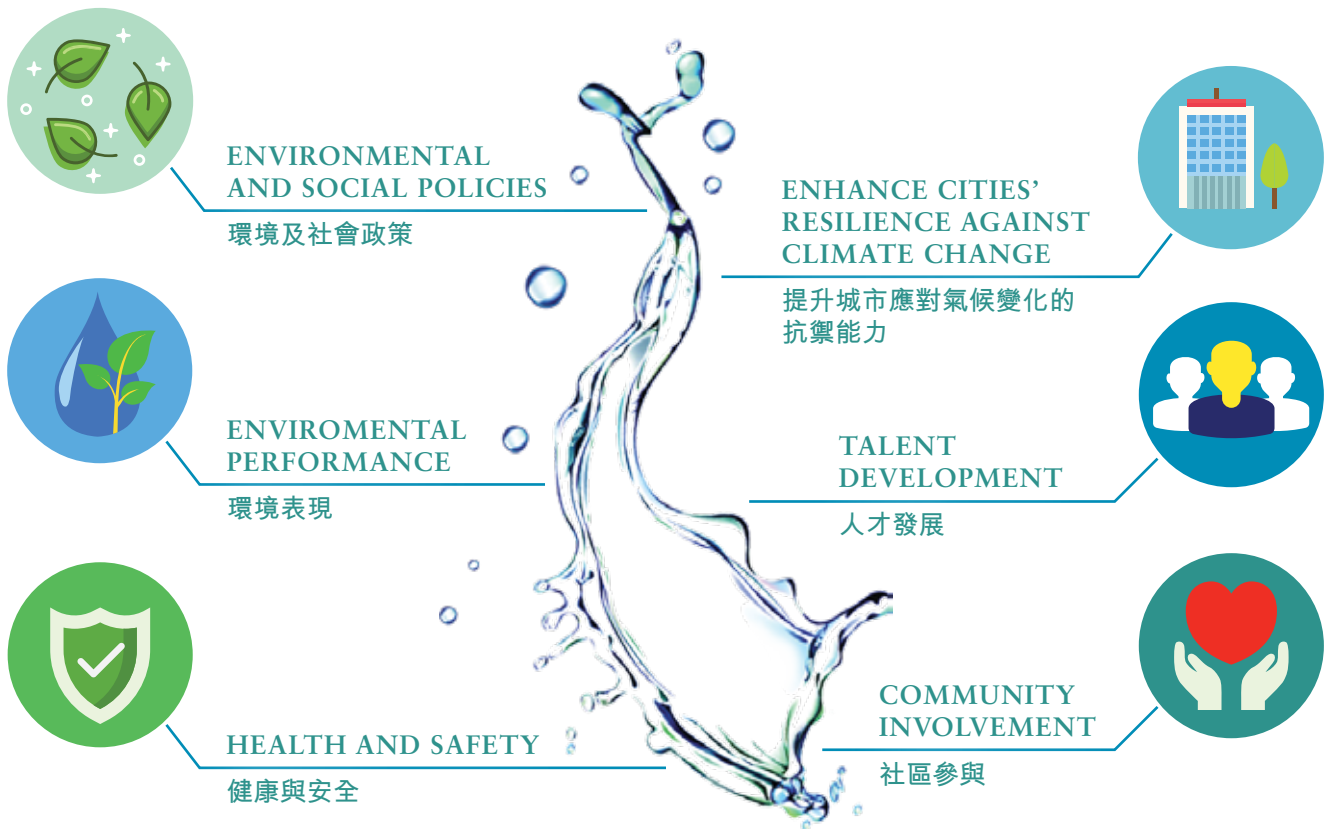 ENVIRONMENTAL
AND SOCIAL POLICIES
環境及社會政策
ENVIROMENTAL
PERFORMANCE
環境表現
HEALTH AND SAFETY
健康與安全
ENHANCE CITIES’
RESILIENCE AGAINST
CLIMATE CHANGE
提升城市應對氣候變化的
抗禦能力
TALENT
DEVELOPMENT
人才發展
COMMUNITY
INVOLVEMENT
社區參與